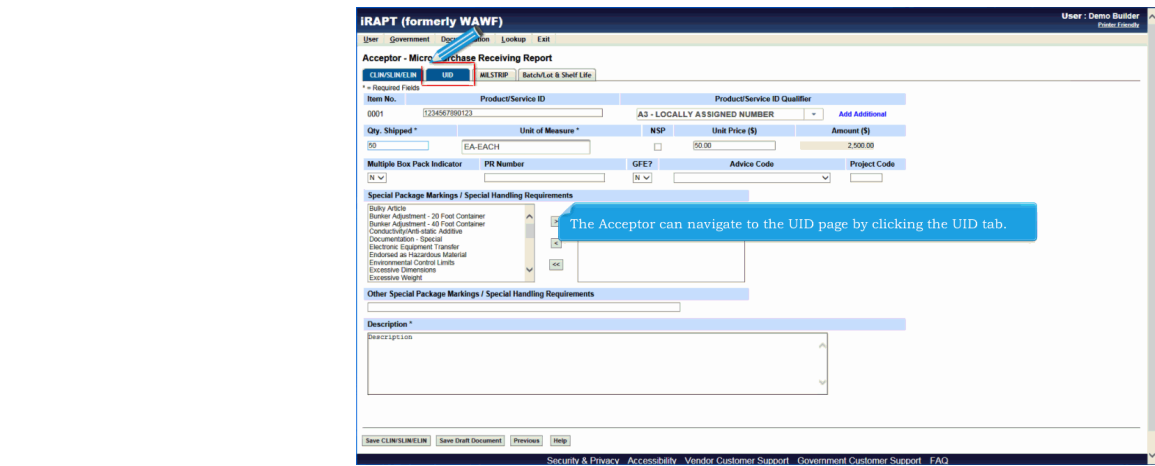 iRAPT (formerly WAWF)
User : Demo Builder
Printer Friendly
User Government Lookup Exit
Acceptor - Receiving Report
CLIN/SLIN/ELIN UID MILSTRIP Batch/Lot & Shelf Life
* = Required Fields
Item No. Product/Service ID Product/Service ID Qualifier
0001 1234567890123 A3 - LOCALLY ASSIGNED NUMBER Add Additional
Qty. Shipped * Unit of Measure * NSP Unit Price ($) Amount ($)
50 EA-EACH 50.00 2,500.00
Multiple Box Pack Indicator PR Number GFE? Advice Code Project Code
N N
Special Package Markings / Special Handling Requirements
Bulky Article
Bunker Adjustment - 20 Foot Container
Bunker Adjustment - 40 Foot Container
Conductivity/Anti-static Additive
Documentation - Special
Electronic Equipment Transfer
Endorsed as Hazardous Material
Environmental Control Limits
Excessive Dimensions
Excessive Weight
>
<
<<
The Acceptor can navigate to the UID page by clicking the UID tab.
Other Special Package Markings / Special Handling Requirements
Description *
Description
Save CLIN/SLIN/ELIN Save Draft Document Previous Help
Security & Privacy Accessibility Vendor Customer Support Government Customer Support FAQ